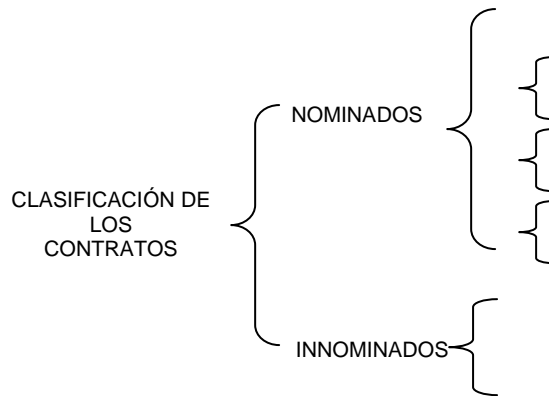 NOMINADOS
CLASIFICACIÓN DE
LOS
CONTRATOS
INNOMINADOS